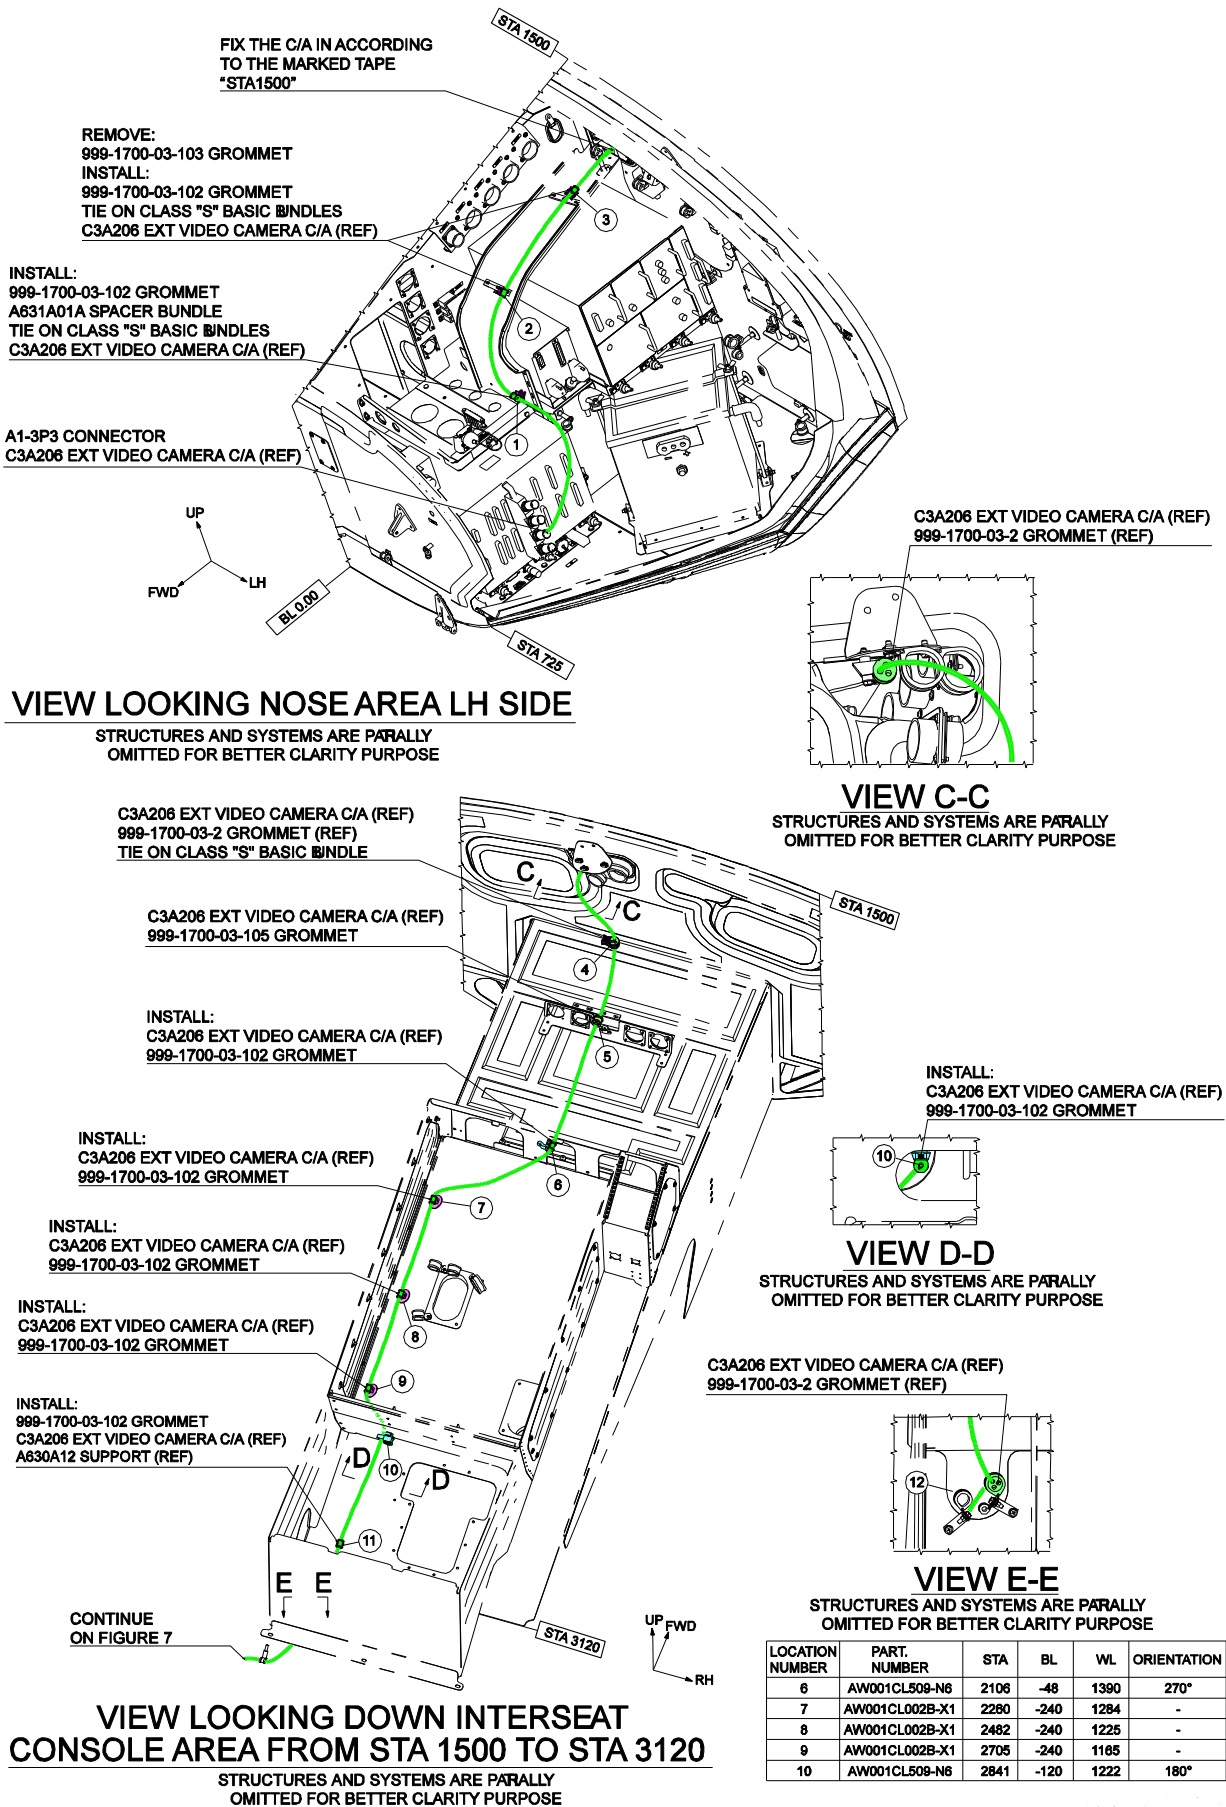 STA 1500
FIX THE C/A IN ACCORDING
TO THE MARKED TAPE
"STA1500"
REMOVE:
999-1700-03-103 GROMMET
INSTALL:
999-1700-03-102 GROMMET
TIE ON CLASS "S" BASIC BUNDLES
C3A206 EXT VIDEO CAMERA C/A (REF)
3
INSTALL:
999-1700-03-102 GROMMET
A631A01A SPACER BUNDLE
TIE ON CLASS "S" BASIC BUNDLES
C3A206 EXT VIDEO CAMERA C/A (REF)
2
A1-3P3 CONNECTOR
C3A206 EXT VIDEO CAMERA C/A (REF)
1
UP
FWD
LH
BL 0.00
STA 725
VIEW LOOKING NOSE AREA LH SIDE
STRUCTURES AND SYSTEMS ARE PATRALLY
OMITTED FOR BETTER CLARITY PURPOSE
C3A206 EXT VIDEO CAMERA C/A (REF)
999-1700-03-2 GROMMET (REF)
VIEW C-C
STRUCTURES AND SYSTEMS ARE PATRALLY
OMITTED FOR BETTER CLARITY PURPOSE
C3A206 EXT VIDEO CAMERA C/A (REF)
999-1700-03-2 GROMMET (REF)
TIE ON CLASS "S" BASIC BUNDLE
C
C
STA 1500
C3A206 EXT VIDEO CAMERA C/A (REF)
999-1700-03-105 GROMMET
4
INSTALL:
C3A206 EXT VIDEO CAMERA C/A (REF)
999-1700-03-102 GROMMET
5
INSTALL:
C3A206 EXT VIDEO CAMERA C/A (REF)
999-1700-03-102 GROMMET
6
7
INSTALL:
C3A206 EXT VIDEO CAMERA C/A (REF)
999-1700-03-102 GROMMET
8
INSTALL:
C3A206 EXT VIDEO CAMERA C/A (REF)
999-1700-03-102 GROMMET
9
INSTALL:
999-1700-03-102 GROMMET
C3A206 EXT VIDEO CAMERA C/A (REF)
A630A12 SUPPORT (REF)
D
D
10
11
E E
CONTINUE
ON FIGURE 7
STA 3120
UP
FWD
RH
VIEW LOOKING DOWN INTERSEAT
CONSOLE AREA FROM STA 1500 TO STA 3120
STRUCTURES AND SYSTEMS ARE PATRALLY
OMITTED FOR BETTER CLARITY PURPOSE
INSTALL:
C3A206 EXT VIDEO CAMERA C/A (REF)
999-1700-03-102 GROMMET
10
VIEW D-D
STRUCTURES AND SYSTEMS ARE PATRALLY
OMITTED FOR BETTER CLARITY PURPOSE
C3A206 EXT VIDEO CAMERA C/A (REF)
999-1700-03-2 GROMMET (REF)
12
VIEW E-E
STRUCTURES AND SYSTEMS ARE PATRALLY
OMITTED FOR BETTER CLARITY PURPOSE
LOCATION NUMBER PART. NUMBER STA BL WL ORIENTATION
6 AW001CL509-N6 2106 -48 1390 270°
7 AW001CL002B-X1 2260 -240 1284 -
8 AW001CL002B-X1 2482 -240 1225 -
9 AW001CL002B-X1 2705 -240 1165 -
10 AW001CL509-N6 2841 -120 1222 180°